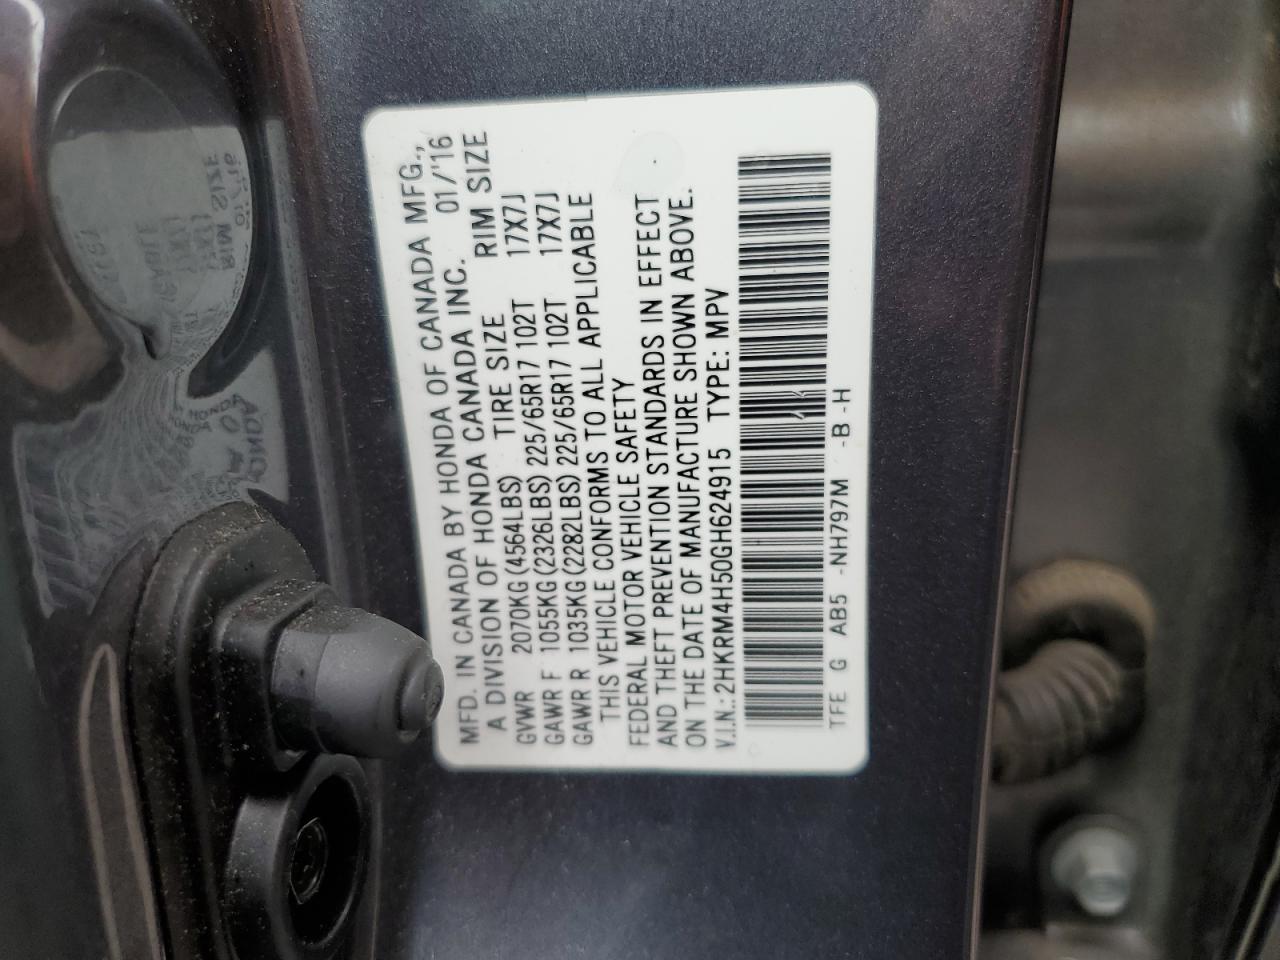 MFD. IN CANADA BY HONDA OF CANADA MFG.,
A DIVISION OF HONDA CANADA INC. 01/'16
TIRE SIZE RIM SIZE
GVWR 2070KG (4564LBS)
GAWR F 1055KG (2326LBS) 225/65R17 102T 17X7J
GAWR R 1035KG (2282LBS) 225/65R17 102T 17X7J
THIS VEHICLE CONFORMS TO ALL APPLICABLE
FEDERAL MOTOR VEHICLE SAFETY
AND THEFT PREVENTION STANDARDS IN EFFECT
ON THE DATE OF MANUFACTURE SHOWN ABOVE.
V.I.N.: 2HKRM4H50GH624915 TYPE: MPV
TFE G AB5 -NH797M -B -H